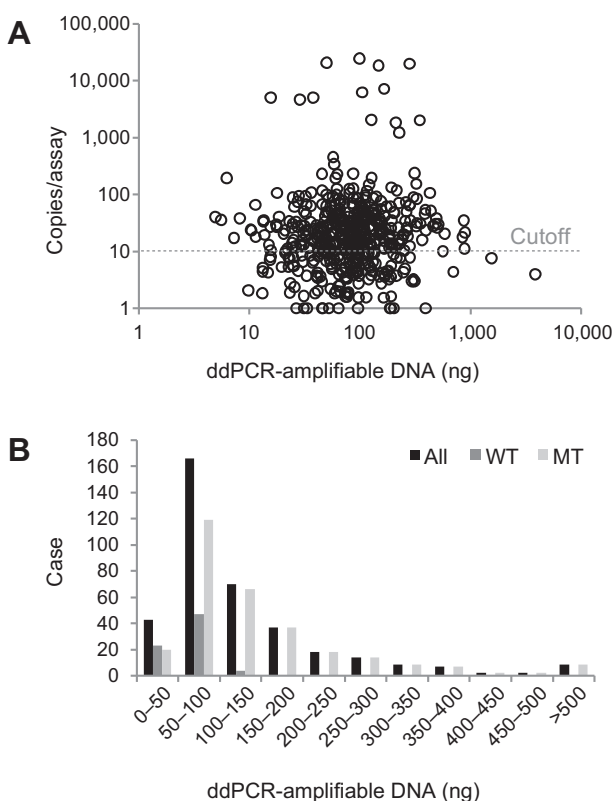 A
100,000
10,000
1,000
100
10
1
Copies/assay
Cutoff
1 10 100 1,000 10,000
ddPCR-amplifiable DNA (ng)
B
180
160
140
120
100
80
60
40
20
0
Case
All WT MT
0–50 50–100 100–150 150–200 200–250 250–300 300–350 350–400 400–450 450–500 >500
ddPCR-amplifiable DNA (ng)